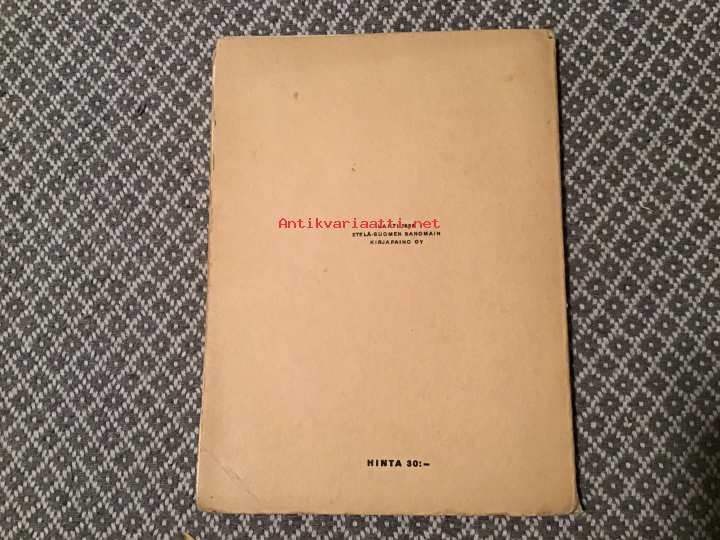 Antikvariaatti.net
ETELÄ-SUOMEN SANOMAIN
KIRJAPAINO OY
HINTA 30:–